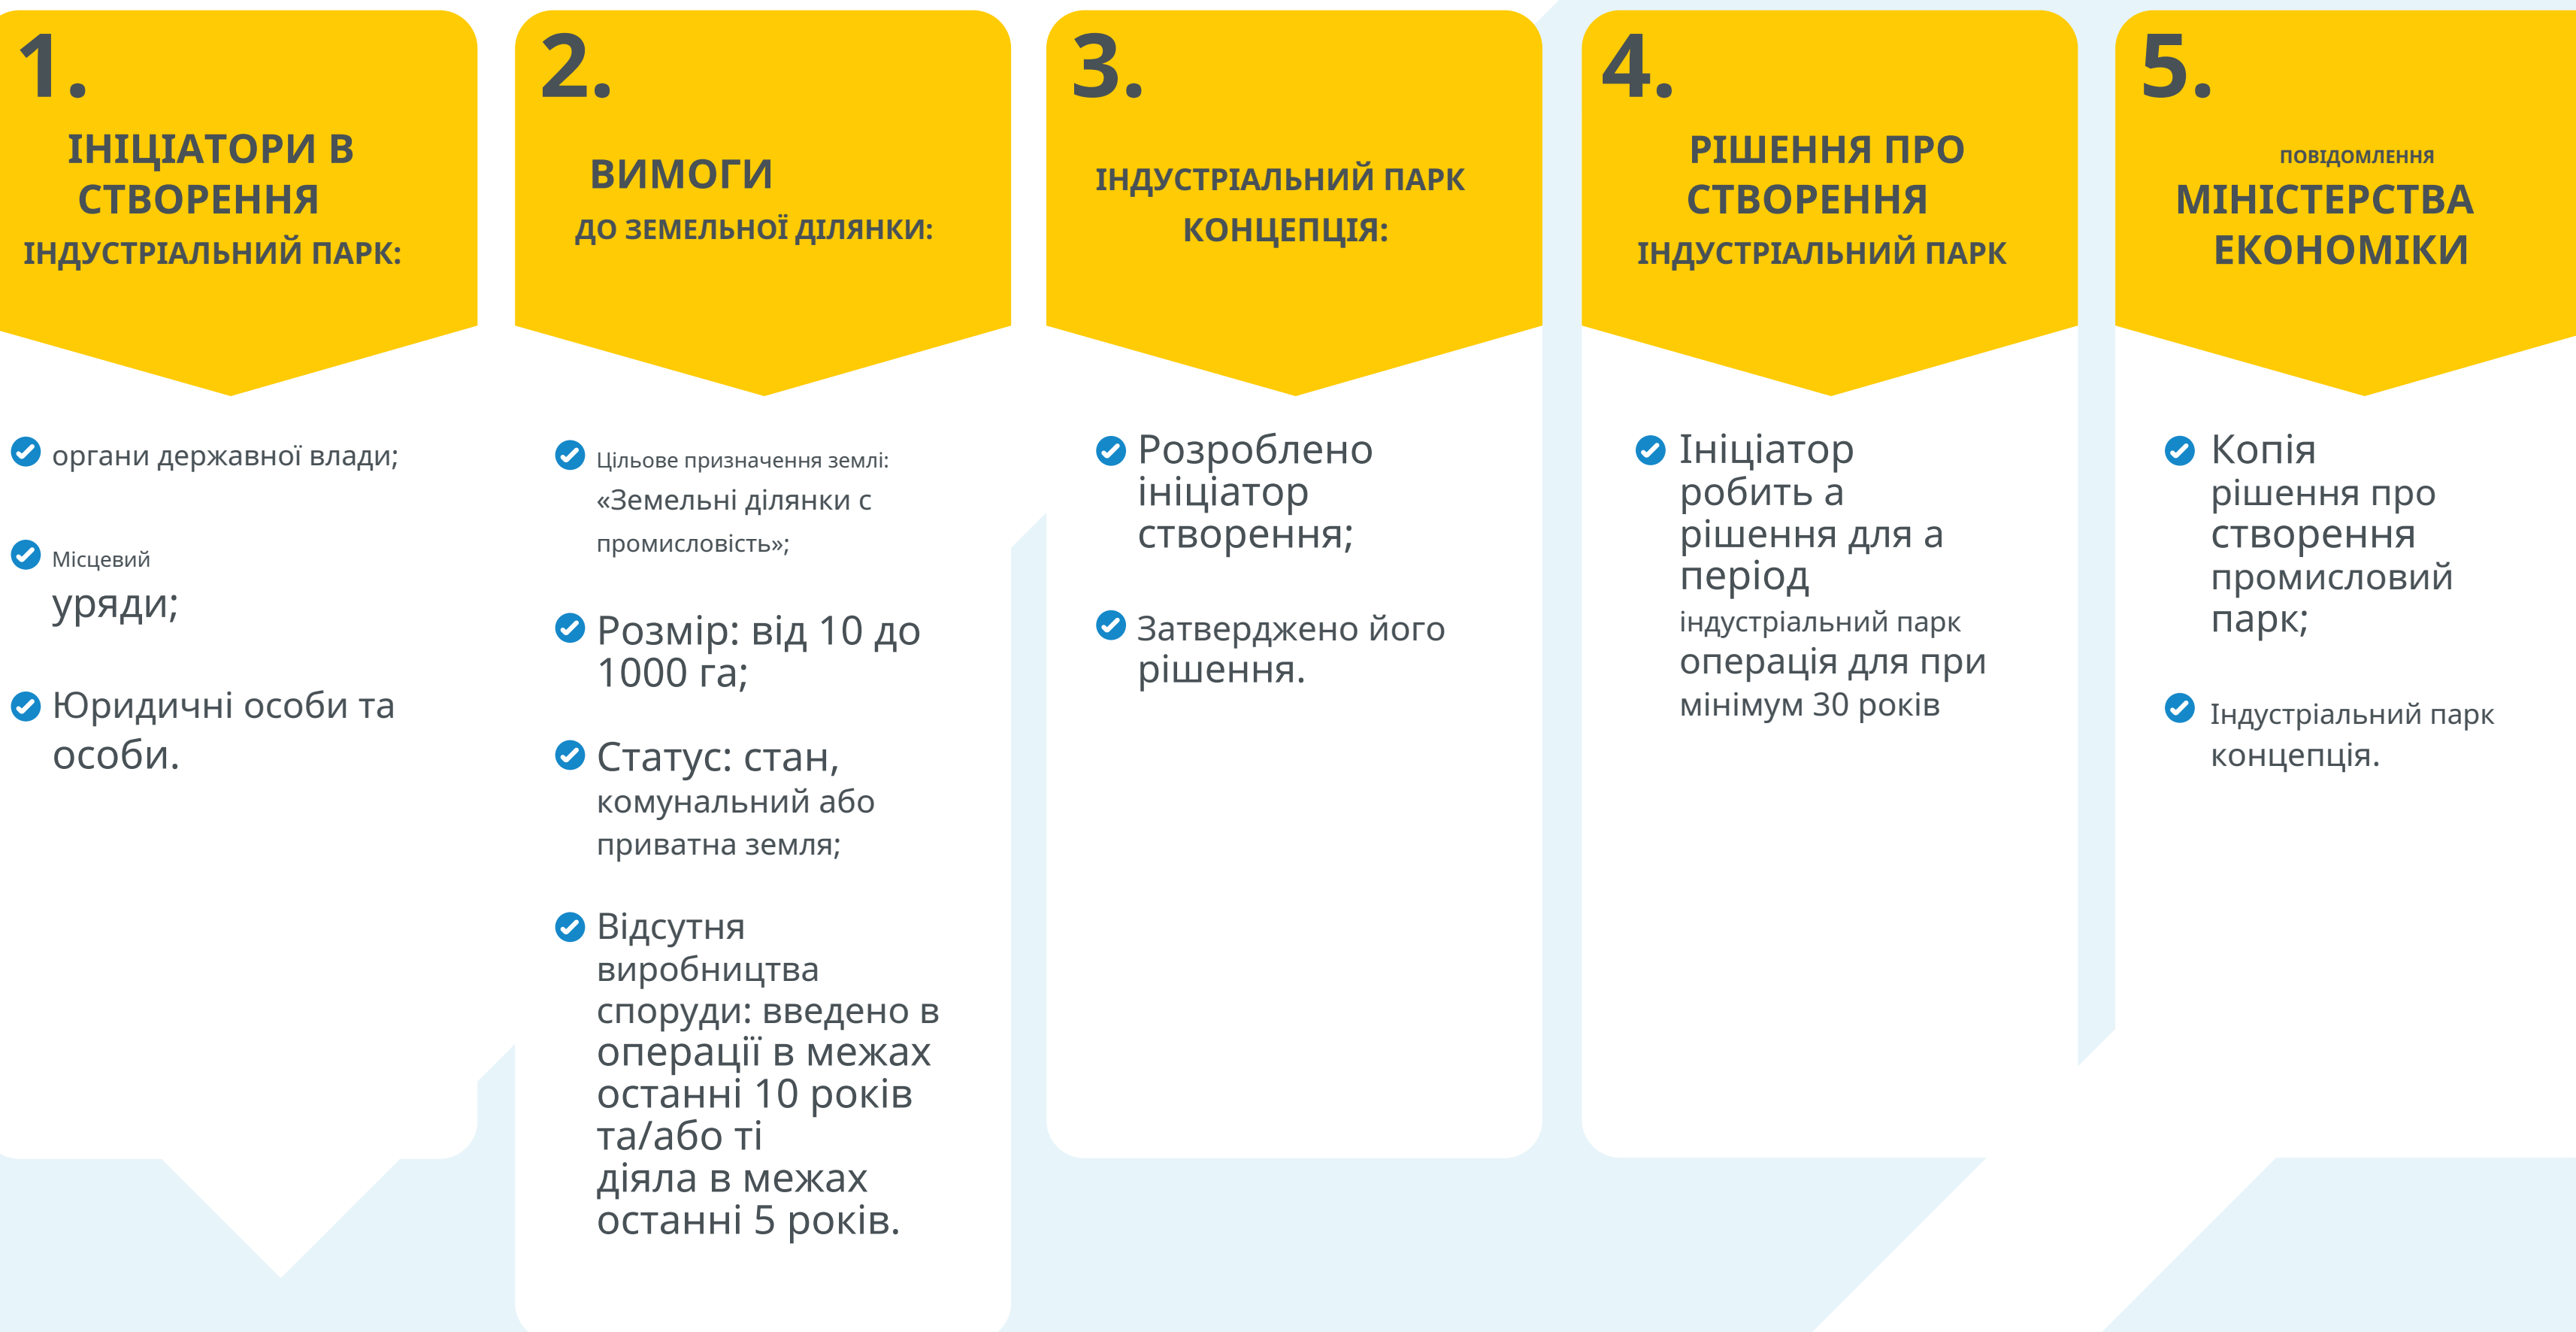 1.
ІНІЦІАТОРИ В
СТВОРЕННЯ
ІНДУСТРІАЛЬНИЙ ПАРК:
органи державної влади;
Місцевий
уряди;
Юридичні особи та
особи.
2.
ВИМОГИ
ДО ЗЕМЕЛЬНОЇ ДІЛЯНКИ:
Цільове призначення землі:
«Земельні ділянки с
промисловість»;
Розмір: від 10 до
1000 га;
Статус: стан,
комунальний або
приватна земля;
Відсутня
виробництва
споруди: введено в
операції в межах
останні 10 років
та/або ті
діяла в межах
останні 5 років.
3.
ІНДУСТРІАЛЬНИЙ ПАРК
КОНЦЕПЦІЯ:
Розроблено
ініціатор
створення;
Затверджено його
рішення.
4.
РІШЕННЯ ПРО
СТВОРЕННЯ
ІНДУСТРІАЛЬНИЙ ПАРК
Ініціатор
робить а
рішення для а
період
індустріальний парк
операція для при
мінімум 30 років
5.
ПОВІДОМЛЕННЯ
МІНІСТЕРСТВА
ЕКОНОМІКИ
Копія
рішення про
створення
промисловий
парк;
Індустріальний парк
концепція.